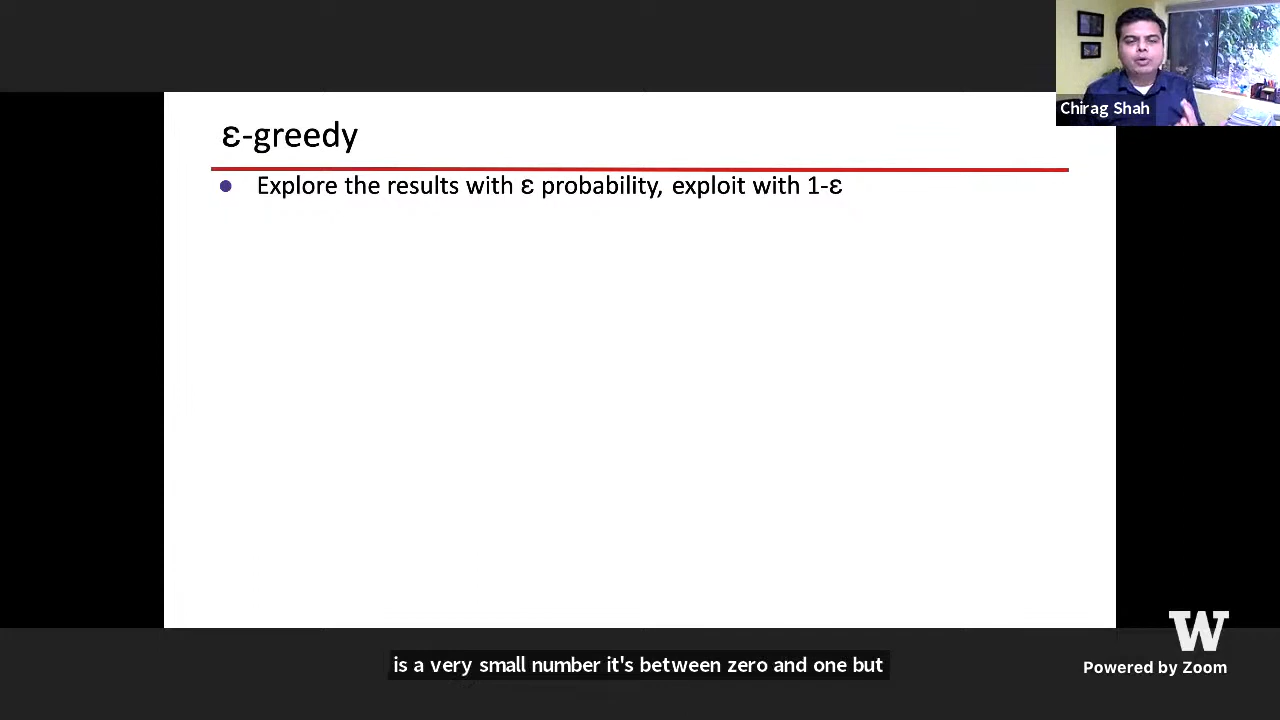 Chirag Shah
ε-greedy
Explore the results with ε probability, exploit with 1-ε
W
Powered by Zoom
is a very small number it's between zero and one but